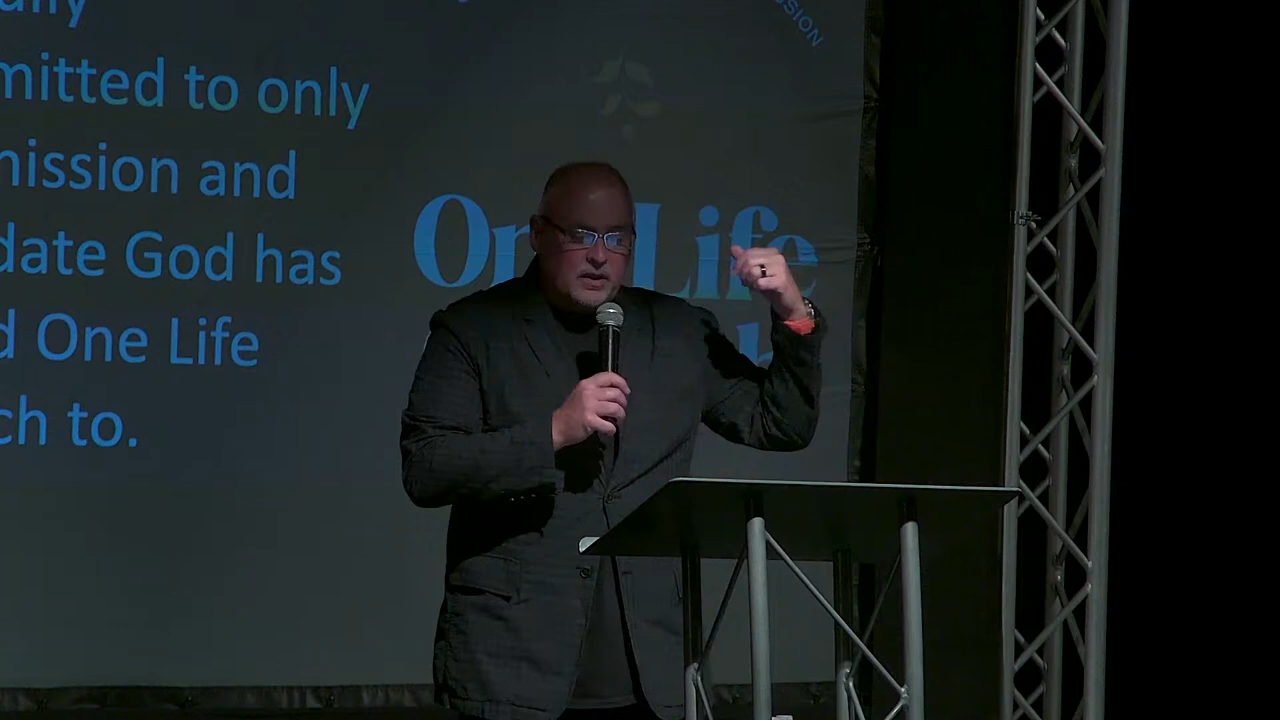 mitted to only
mission and
date God has
d One Life
ch to.
One Life